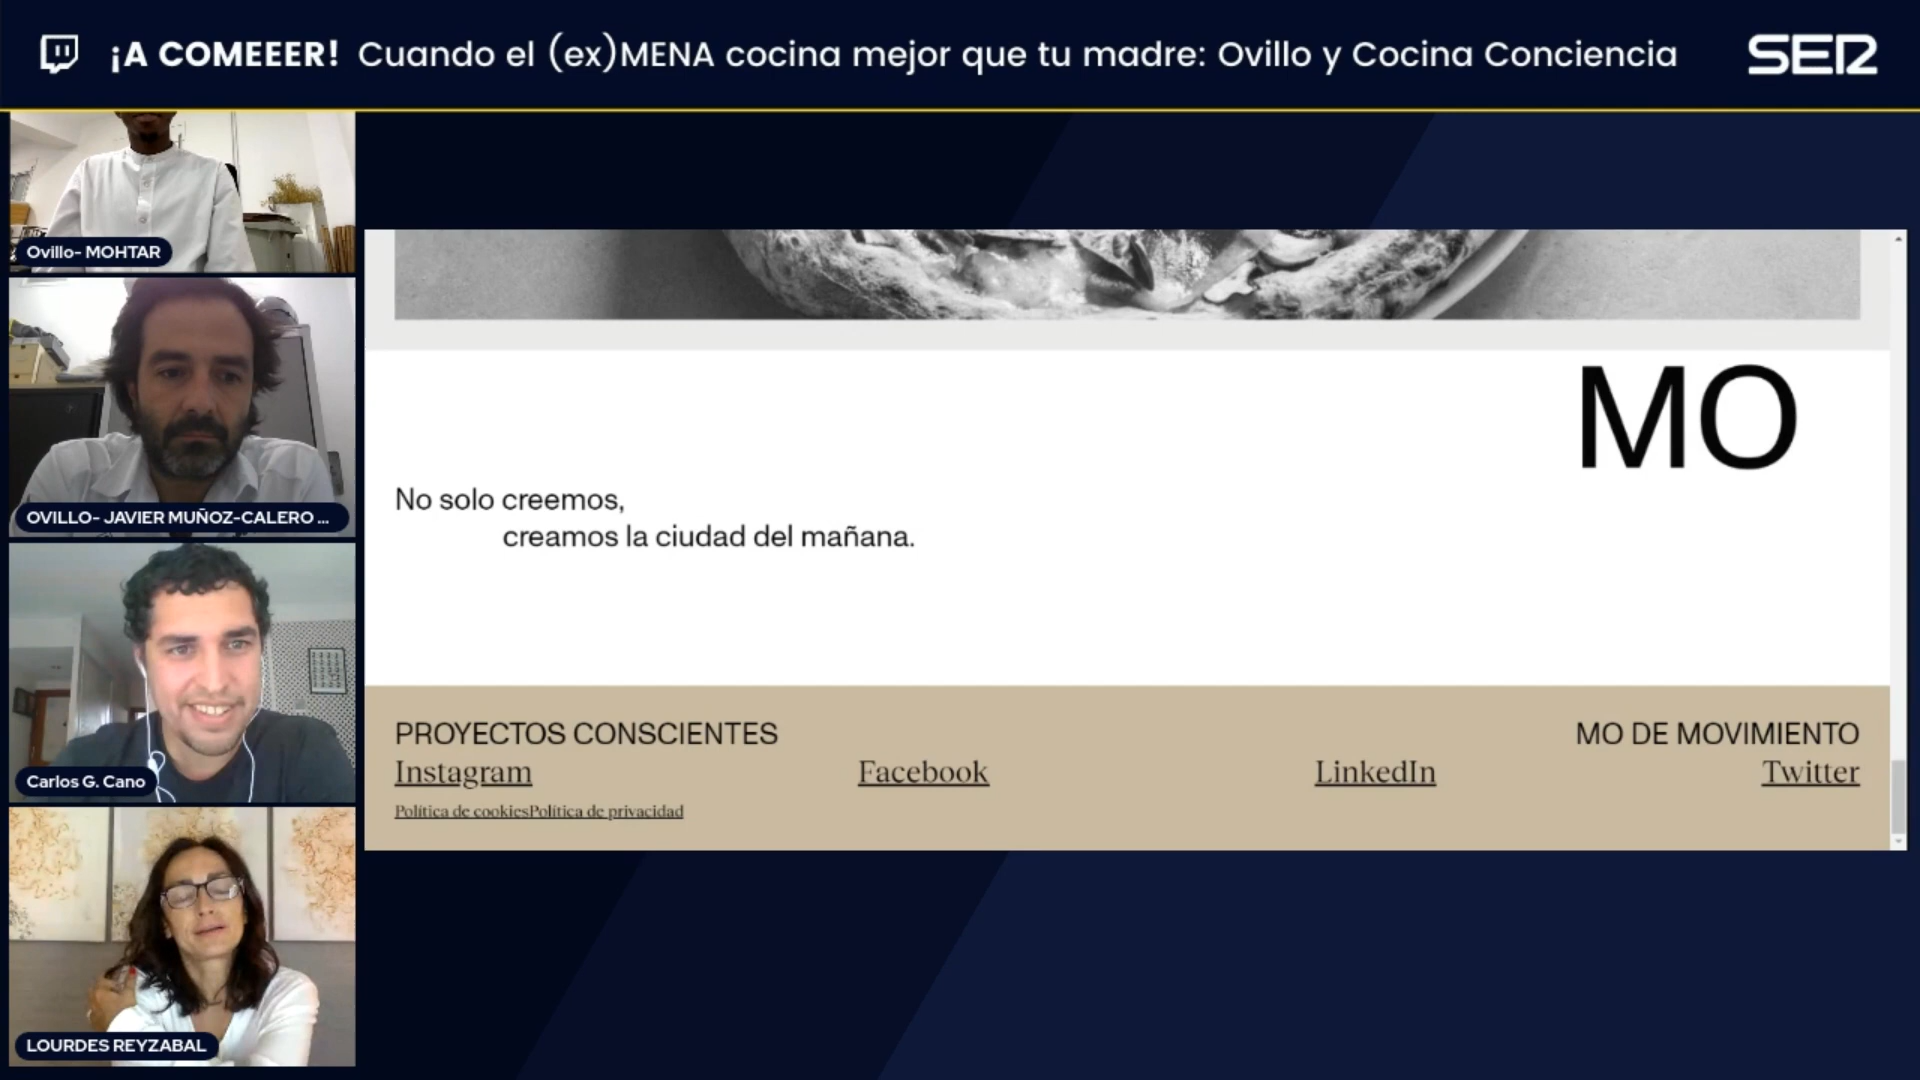 ¡A COMEEER! Cuando el (ex)MENA cocina mejor que tu madre: Ovillo y Cocina Conciencia
SER
Ovillo- MOHTAR
OVILLO- JAVIER MUÑOZ-CALERO ...
Carlos G. Cano
LOURDES REYZABAL
MO
No solo creemos,
creamos la ciudad del mañana.
PROYECTOS CONSCIENTES
MO DE MOVIMIENTO
Instagram
Facebook
LinkedIn
Twitter
Política de cookiesPolítica de privacidad